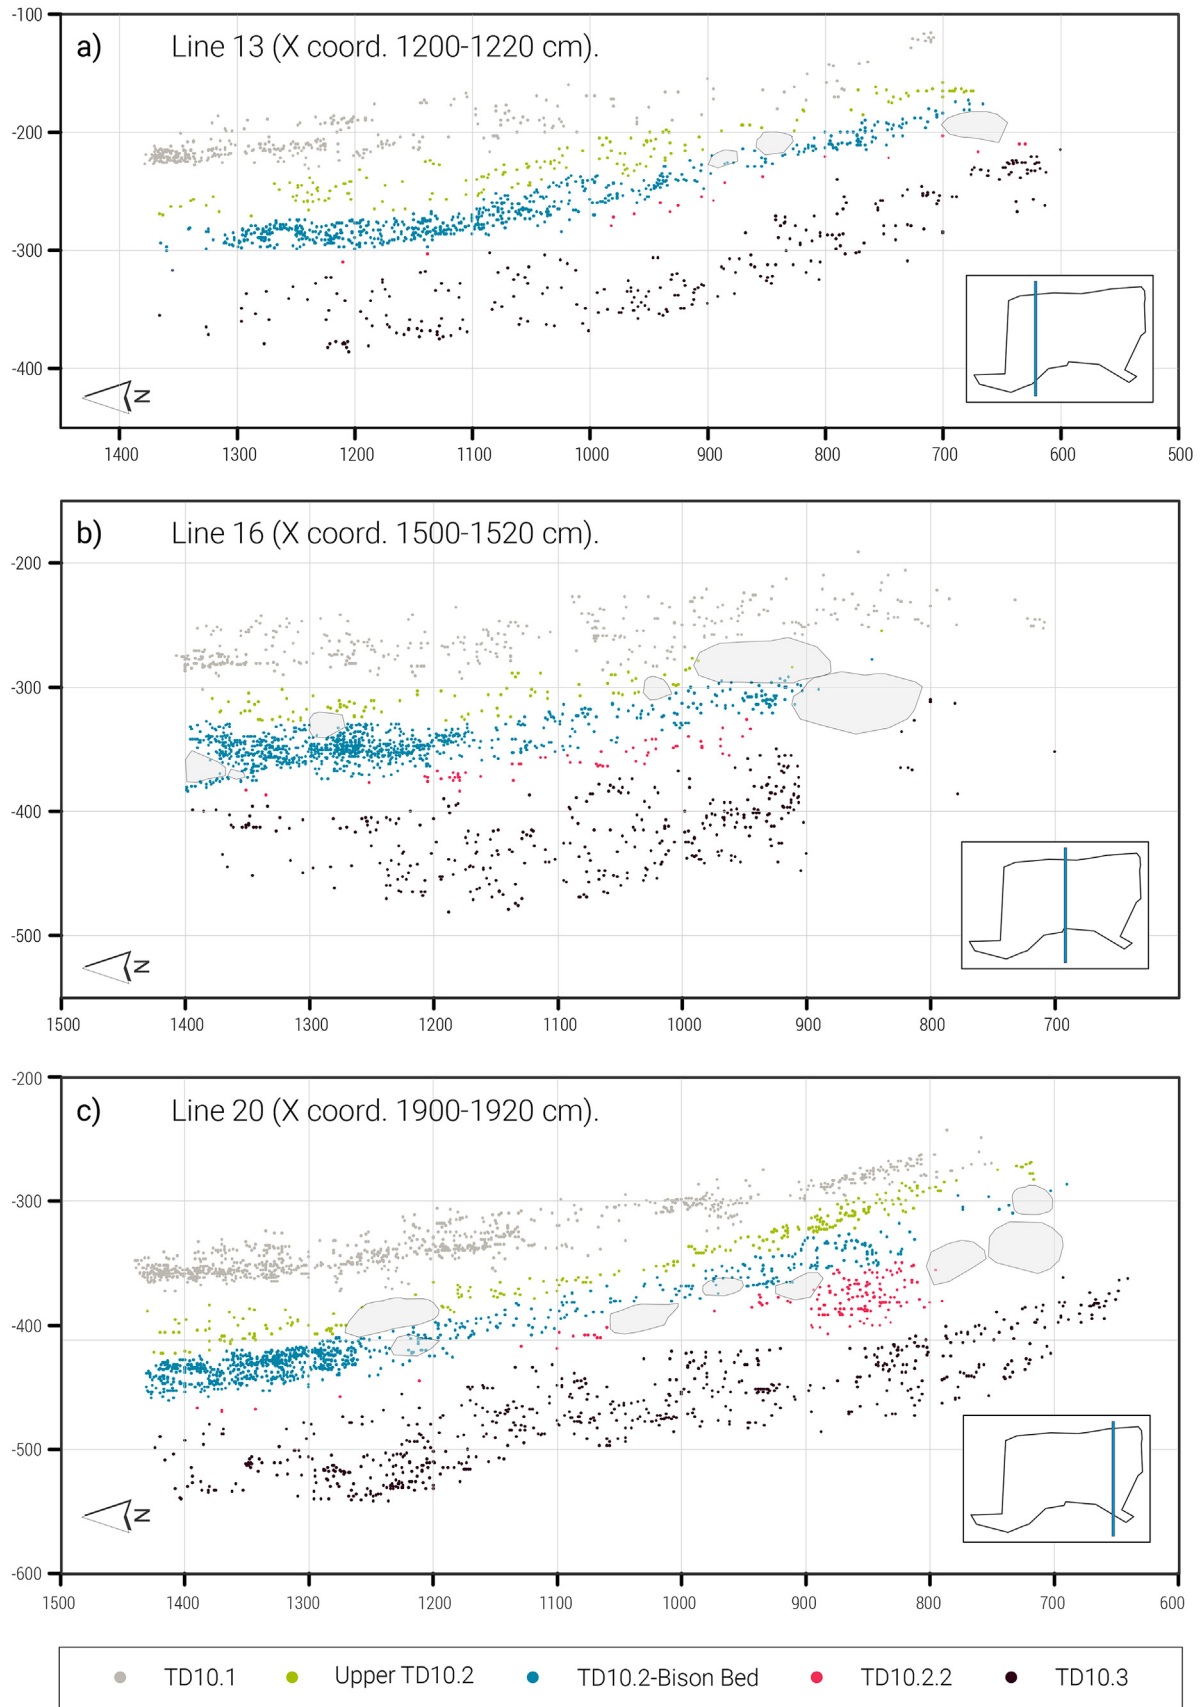 -100
a) Line 13 (X coord. 1200-1220 cm).
-200
-300
-400
N
1400 1300 1200 1100 1000 900 800 700 600 500
b) Line 16 (X coord. 1500-1520 cm).
-200
-300
-400
-500
N
1500 1400 1300 1200 1100 1000 900 800 700
-200
c) Line 20 (X coord. 1900-1920 cm).
-300
-400
-500
N
-600
1500 1400 1300 1200 1100 1000 900 800 700 600
TD10.1 Upper TD10.2 TD10.2-Bison Bed TD10.2.2 TD10.3